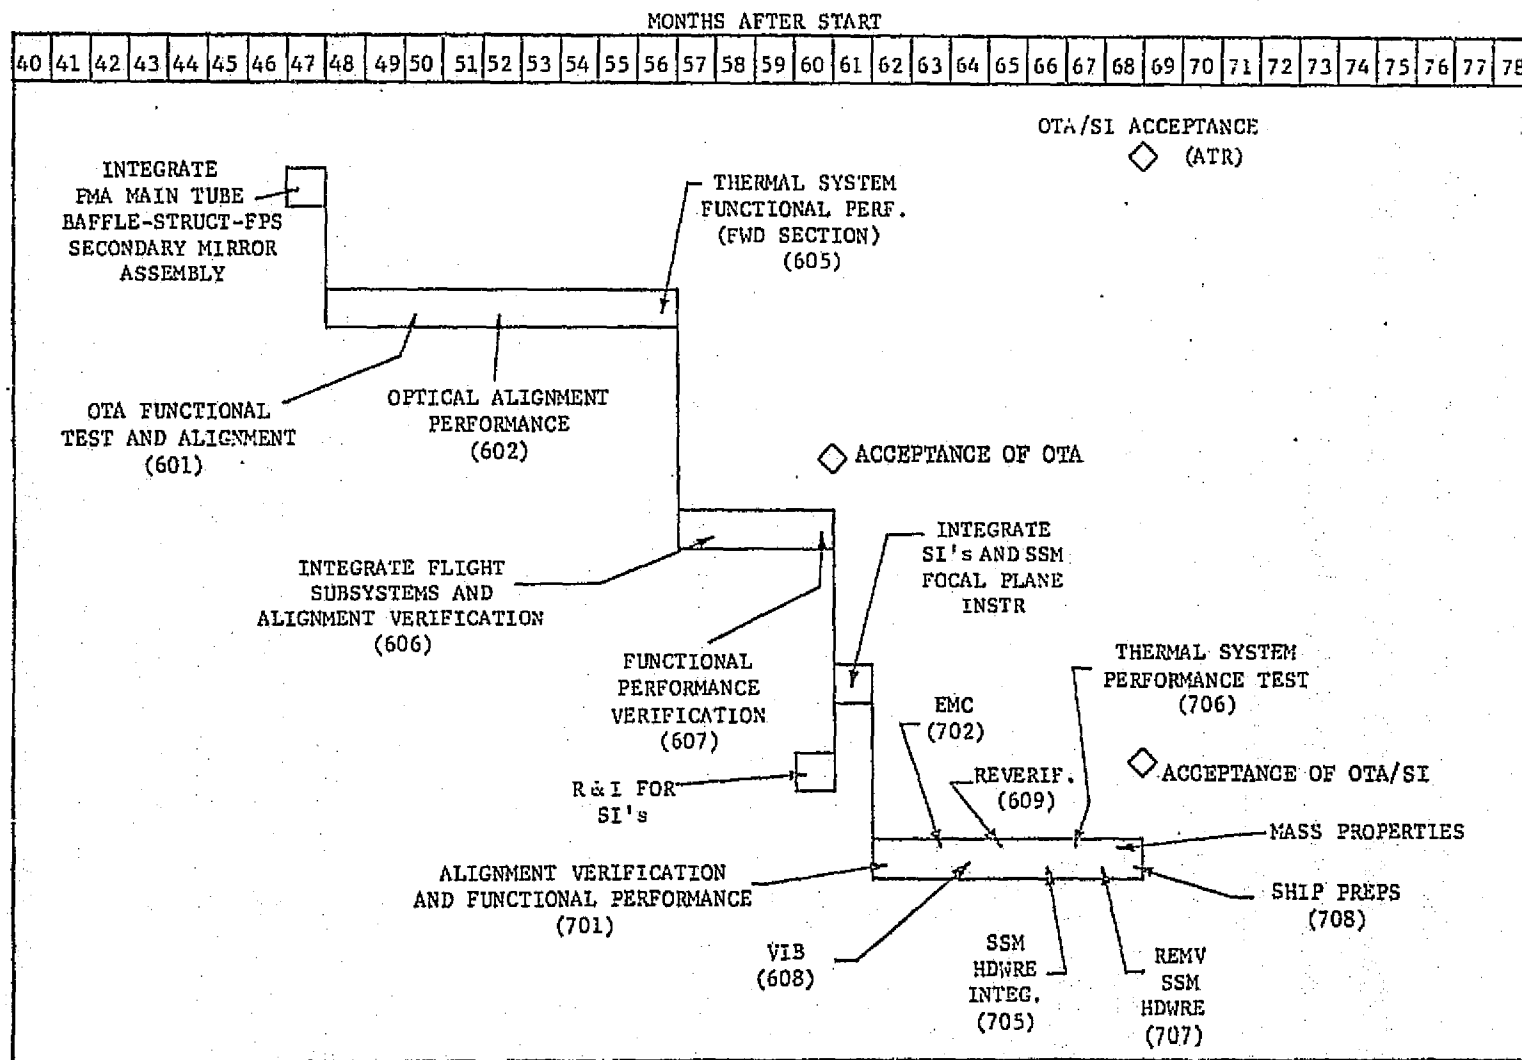 MONTHS AFTER START
40 41 42 43 44 45 46 47 48 49 50 51 52 53 54 55 56 57 58 59 60 61 62 63 64 65 66 67 68 69 70 71 72 73 74 75 76 77 78
OTA/SI ACCEPTANCE
(ATR)
INTEGRATE
PMA MAIN TUBE
BAFFLE-STRUCT-FPS
SECONDARY MIRROR
ASSEMBLY
THERMAL SYSTEM
FUNCTIONAL PERF.
(FWD SECTION)
(605)
OTA FUNCTIONAL
TEST AND ALIGNMENT
(601)
OPTICAL ALIGNMENT
PERFORMANCE
(602)
ACCEPTANCE OF OTA
INTEGRATE FLIGHT
SUBSYSTEMS AND
ALIGNMENT VERIFICATION
(606)
INTEGRATE
SI's AND SSM
FOCAL PLANE
INSTR
FUNCTIONAL
PERFORMANCE
VERIFICATION
(607)
THERMAL SYSTEM
PERFORMANCE TEST
(706)
EMC
(702)
R & I FOR
SI's
REVERIF.
(609)
ACCEPTANCE OF OTA/SI
MASS PROPERTIES
ALIGNMENT VERIFICATION
AND FUNCTIONAL PERFORMANCE
(701)
SHIP PREPS
(708)
VIB
(608)
SSM
HDWRE
INTEG.
(705)
REMV
SSM
HDWRE
(707)